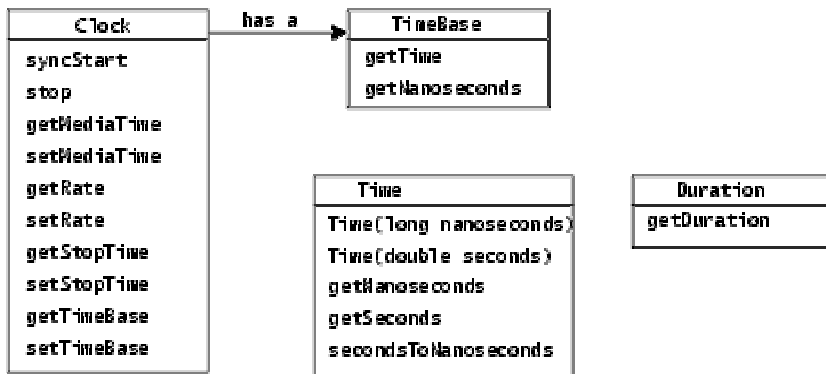 Clock
syncStart
stop
getMediaTime
setMediaTime
getRate
setRate
getStopTime
setStopTime
getTimeBase
setTimeBase
has a
TimeBase
getTime
getNanoseconds
Time
Time(long nanoseconds)
Time(double seconds)
getNanoseconds
getSeconds
secondsToNanoseconds
Duration
getDuration